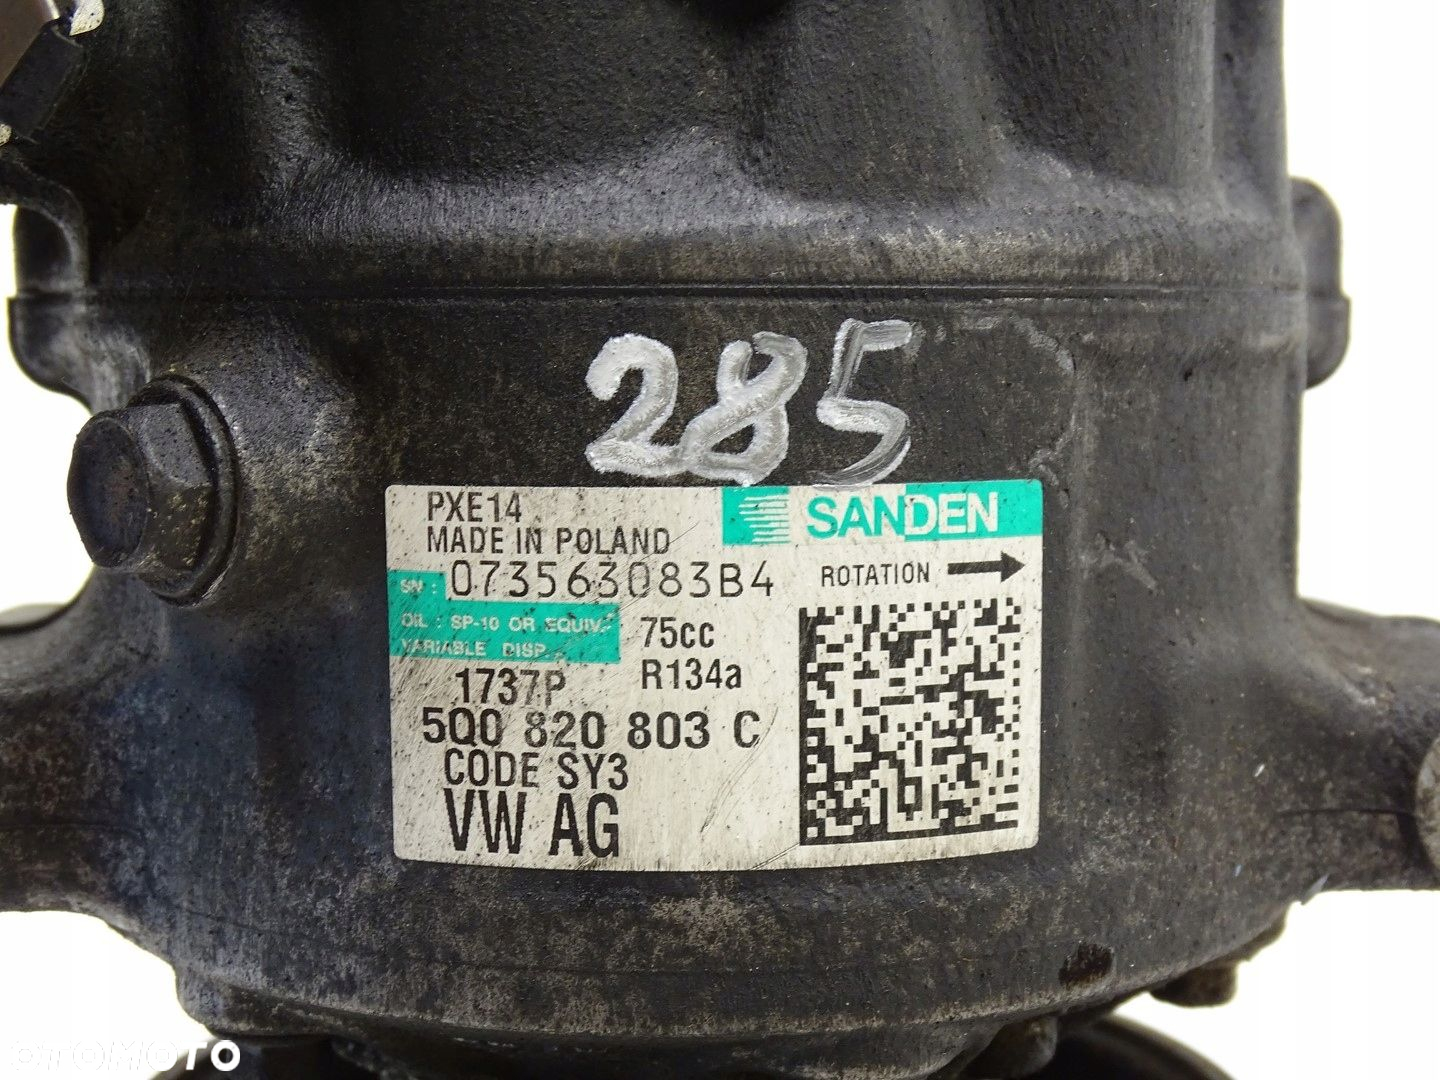 285
PXE14
SANDEN
MADE IN POLAND
SN: 073563083B4
ROTATION
OIL : SP-10 OR EQUIV.
75cc
VARIABLE DISP.
1737P
R134a
5Q0 820 803 C
CODE SY3
VW AG
OTOMOTO